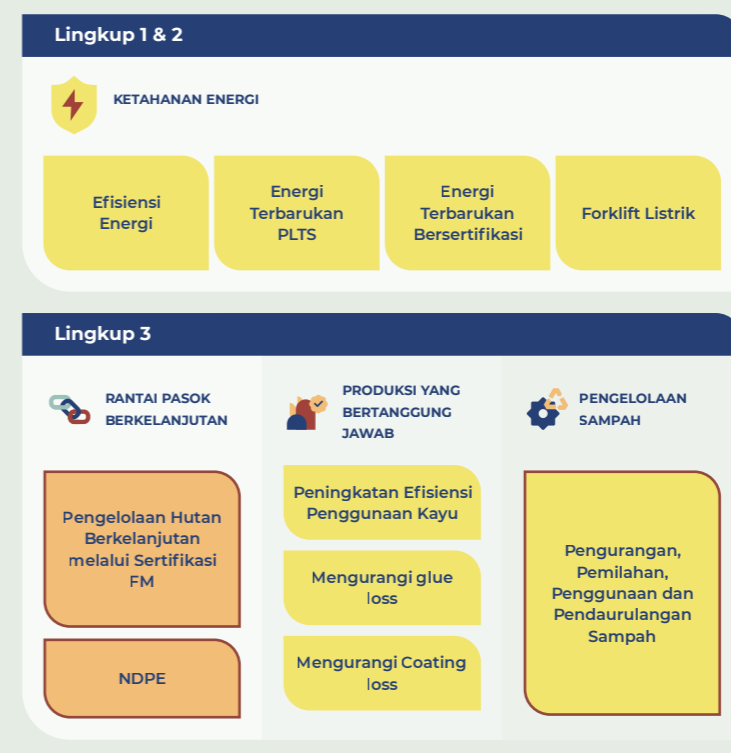 Lingkup 1 & 2
KETAHANAN ENERGI
Efisiensi
Energi
Energi
Terbarukan
PLTS
Energi
Terbarukan
Bersertifikasi
Forklift Listrik
Lingkup 3
RANTAI PASOK
BERKELANJUTAN
Pengelolaan Hutan
Berkelanjutan
melalui Sertifikasi
FM
NDPE
PRODUKSI YANG
BERTANGGUNG
JAWAB
Peningkatan Efisiensi
Penggunaan Kayu
Mengurangi glue
loss
Mengurangi Coating
loss
PENGELOLAAN
SAMPAH
Pengurangan,
Pemilahan,
Penggunaan dan
Pendaurulangan
Sampah